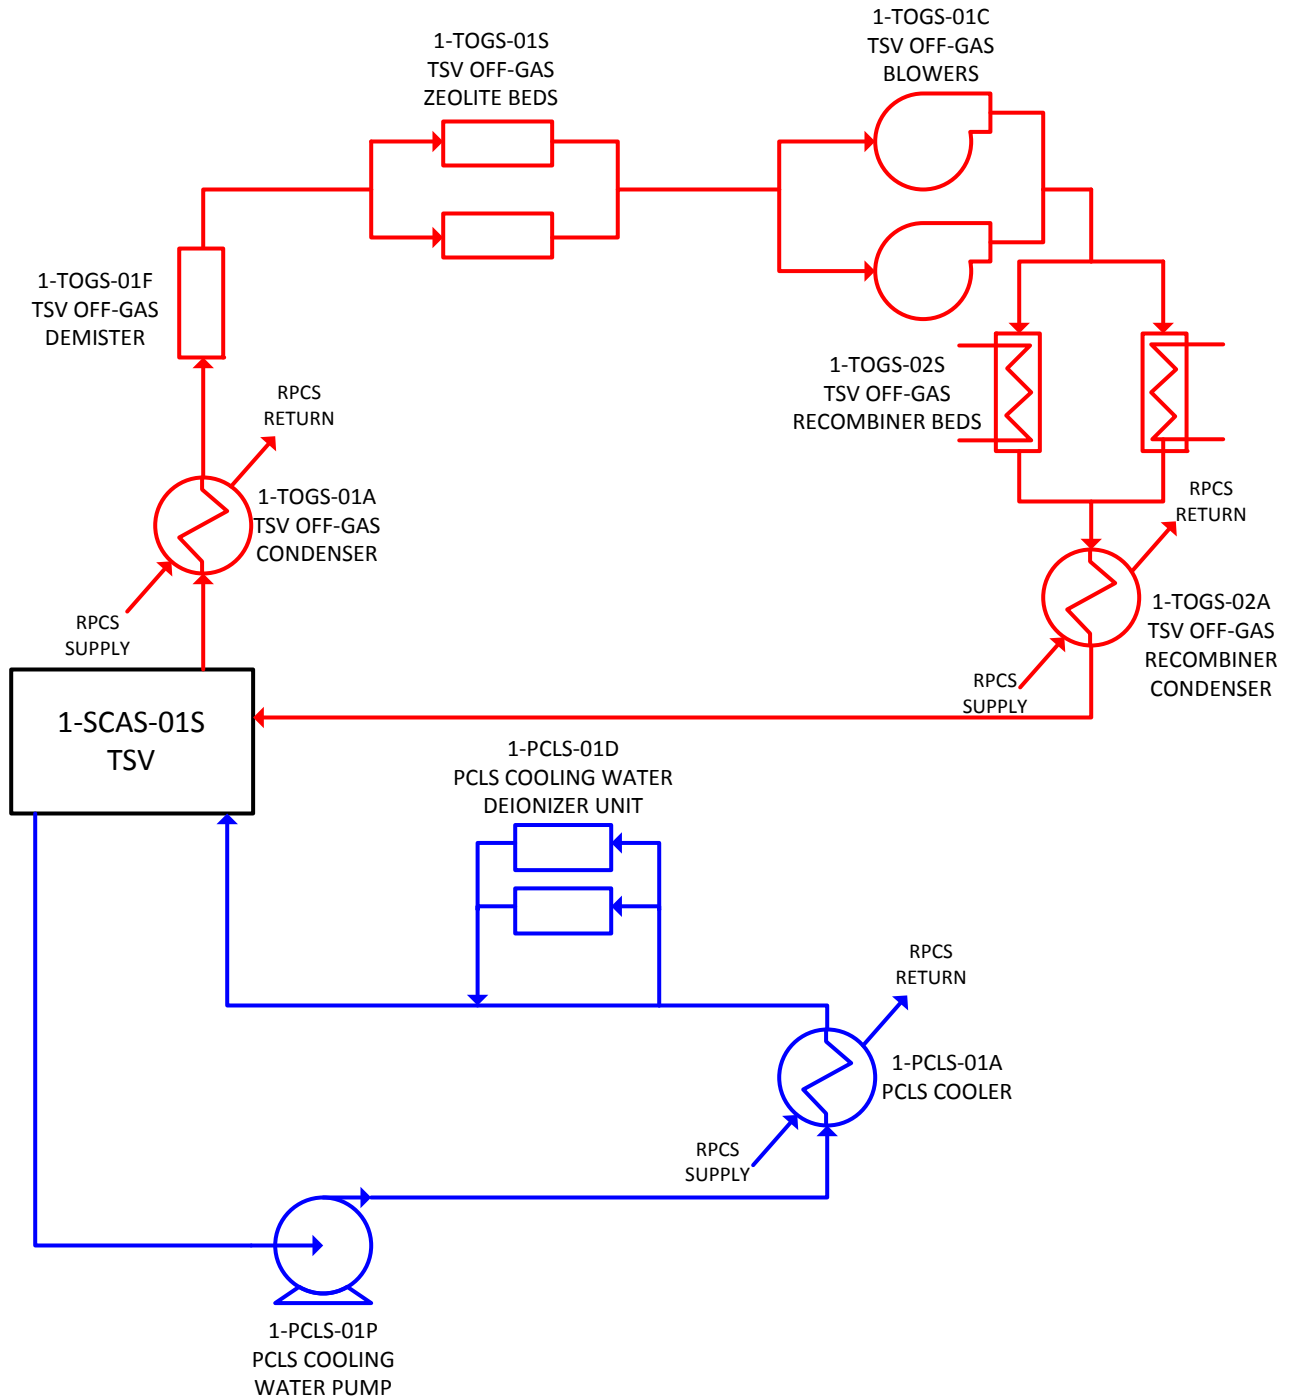 1-TOGS-01C
TSV OFF-GAS
BLOWERS
1-TOGS-01S
TSV OFF-GAS
ZEOLITE BEDS
1-TOGS-01F
TSV OFF-GAS
DEMISTER
1-TOGS-02S
TSV OFF-GAS
RECOMBINER BEDS
RPCS
RETURN
1-TOGS-01A
TSV OFF-GAS
CONDENSER
RPCS
SUPPLY
RPCS
RETURN
1-TOGS-02A
TSV OFF-GAS
RECOMBINER
CONDENSER
RPCS
SUPPLY
1-SCAS-01S
TSV
1-PCLS-01D
PCLS COOLING WATER
DEIONIZER UNIT
RPCS
RETURN
1-PCLS-01A
PCLS COOLER
RPCS
SUPPLY
1-PCLS-01P
PCLS COOLING
WATER PUMP